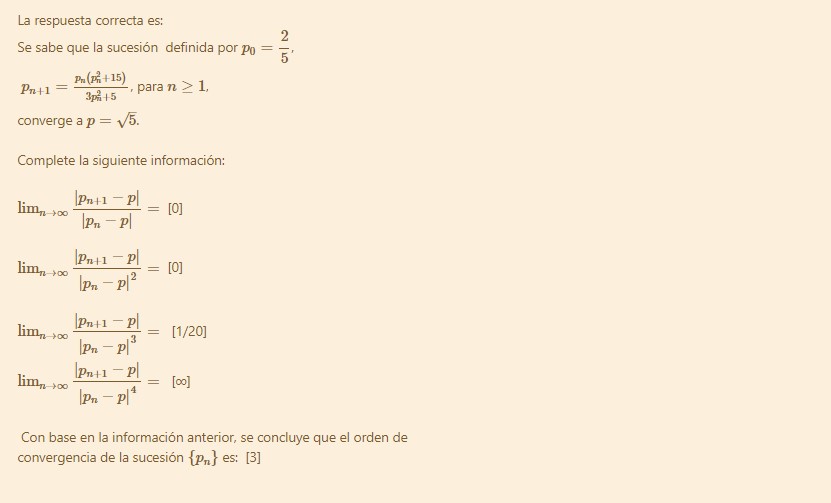 La respuesta correcta es:
Se sabe que la sucesión definida por $p_0 = \frac{2}{5}$,
$p_{n+1} = \frac{p_n(p_n^2+15)}{3p_n^2+5}$, para $n \geq 1$,
converge a $p = \sqrt{5}$.
Complete la siguiente información:
$\lim_{n \to \infty} \frac{|p_{n+1} - p|}{|p_n - p|} =$ [0]
$\lim_{n \to \infty} \frac{|p_{n+1} - p|}{|p_n - p|^2} =$ [0]
$\lim_{n \to \infty} \frac{|p_{n+1} - p|}{|p_n - p|^3} =$ [1/20]
$\lim_{n \to \infty} \frac{|p_{n+1} - p|}{|p_n - p|^4} =$ [∞]
Con base en la información anterior, se concluye que el orden de
convergencia de la sucesión $\{p_n\}$ es: [3]